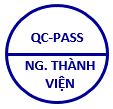 QC-PASS
NG. THÀNH
VIỆN